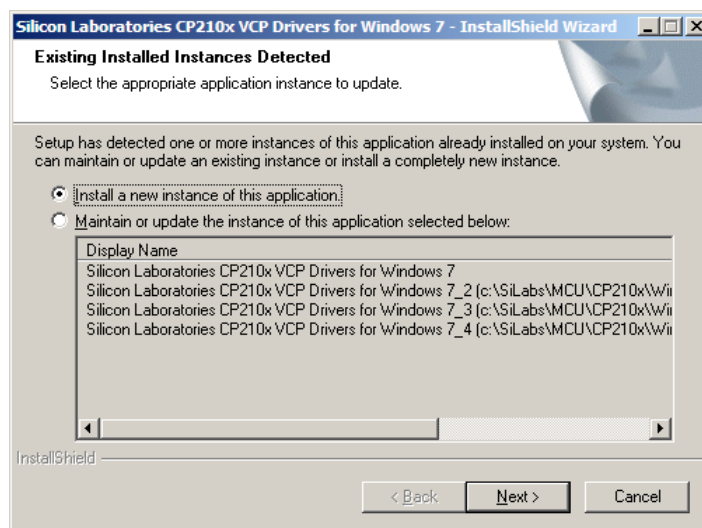 Silicon Laboratories CP210x VCP Drivers for Windows 7 - InstallShield Wizard
Existing Installed Instances Detected
Select the appropriate application instance to update.
Setup has detected one or more instances of this application already installed on your system. You
can maintain or update an existing instance or install a completely new instance.
Install a new instance of this application.
Maintain or update the instance of this application selected below:
Display Name
Silicon Laboratories CP210x VCP Drivers for Windows 7
Silicon Laboratories CP210x VCP Drivers for Windows 7_2 (c:\SiLabs\MCU\CP210x\Wi
Silicon Laboratories CP210x VCP Drivers for Windows 7_3 (c:\SiLabs\MCU\CP210x\Wi
Silicon Laboratories CP210x VCP Drivers for Windows 7_4 (c:\SiLabs\MCU\CP210x\Wi
InstallShield
< Back Next > Cancel